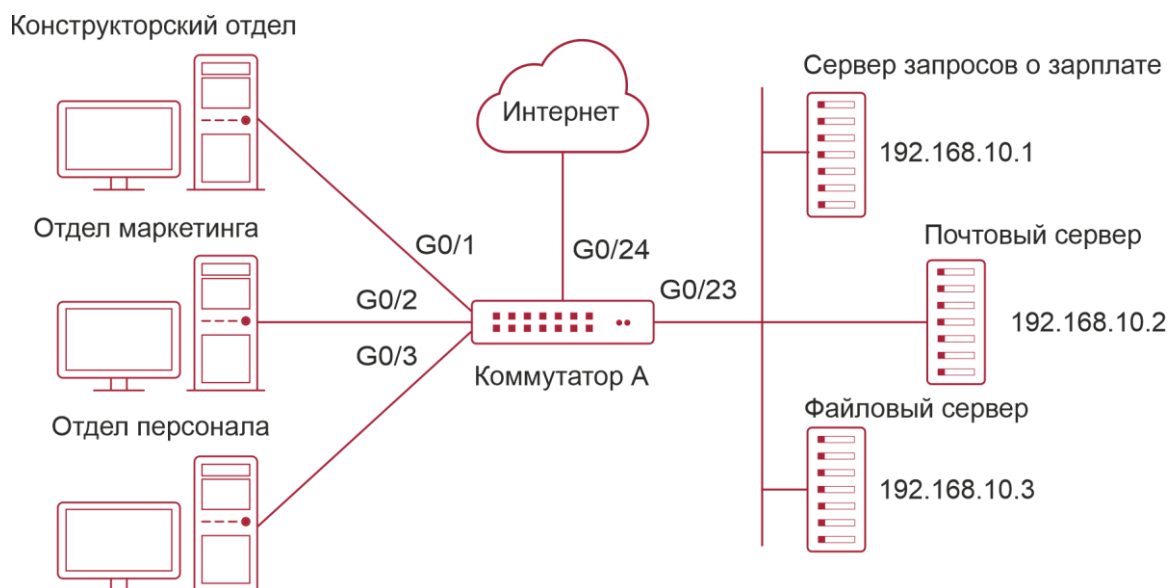 Конструкторский отдел
Интернет
Сервер запросов о зарплате
192.168.10.1
Отдел маркетинга
G0/1
G0/24
Почтовый сервер
G0/2
G0/23
192.168.10.2
G0/3
Коммутатор А
Отдел персонала
Файловый сервер
192.168.10.3